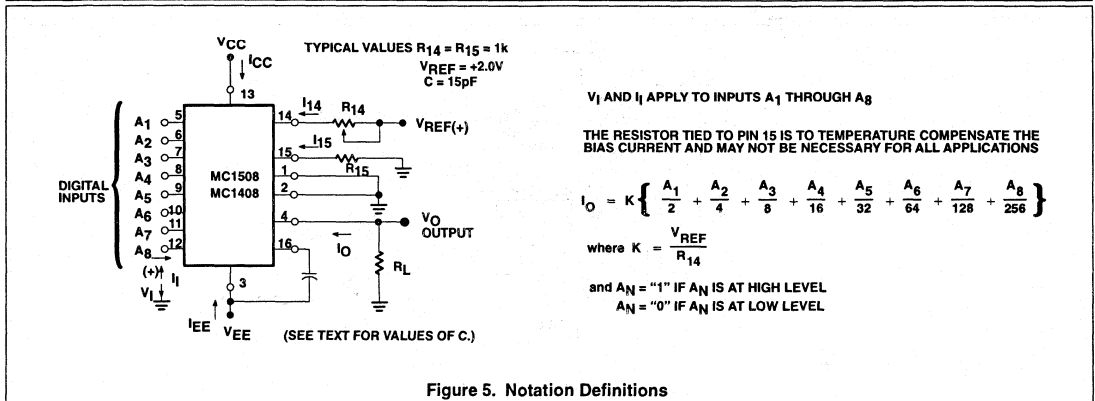 TYPICAL VALUES R14 = R15 = 1k
VREF = +2.0V
C = 15pF
VCC
ICC
13
A1 5
A2 6
A3 7
A4 8
A5 9
A6 10
A7 11
A8 12
DIGITAL
INPUTS
(+)
II
VI
MC1508
MC1408
14
I14
R14
VREF(+)
15
I15
R15
1
2
4
VO
OUTPUT
IO
16
RL
3
IEE
VEE
(SEE TEXT FOR VALUES OF C.)
VI AND II APPLY TO INPUTS A1 THROUGH A8
THE RESISTOR TIED TO PIN 15 IS TO TEMPERATURE COMPENSATE THE
BIAS CURRENT AND MAY NOT BE NECESSARY FOR ALL APPLICATIONS
IO = K { A1/2 + A2/4 + A3/8 + A4/16 + A5/32 + A6/64 + A7/128 + A8/256 }
where K = VREF/R14
and AN = "1" IF AN IS AT HIGH LEVEL
AN = "0" IF AN IS AT LOW LEVEL
Figure 5. Notation Definitions